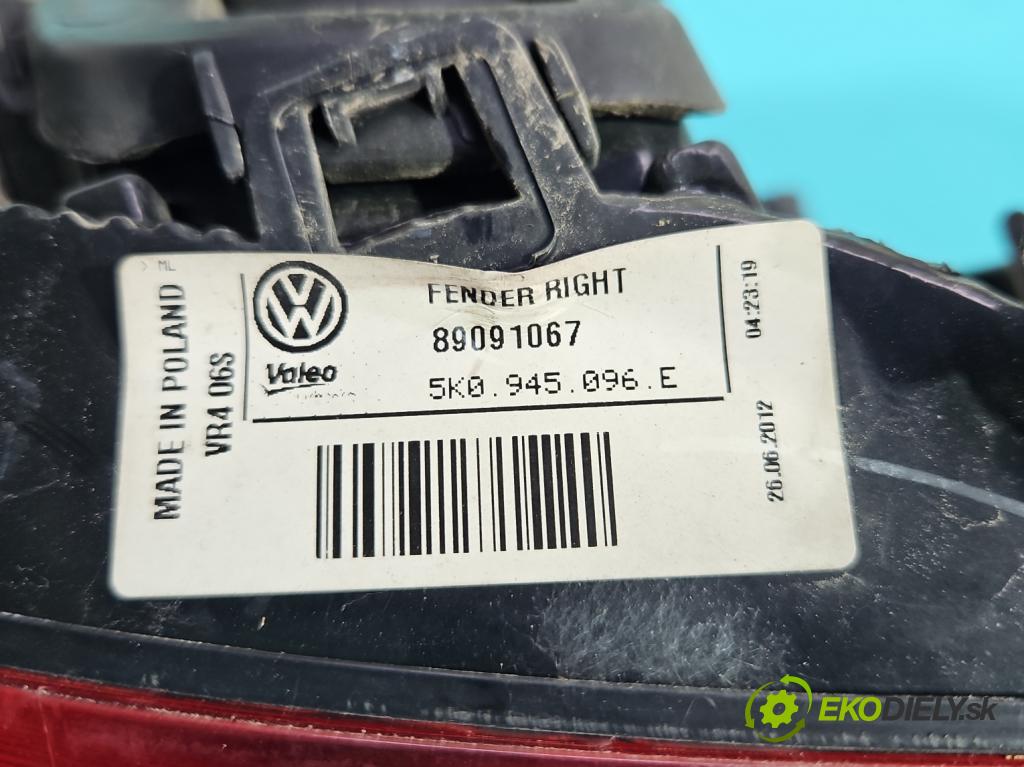 ML
MADE IN POLAND
VR4 06S
FENDER RIGHT
89091067
Valeo
5K0.945.096.E
26.06.2012 04:23:19
EKODIELY.sk